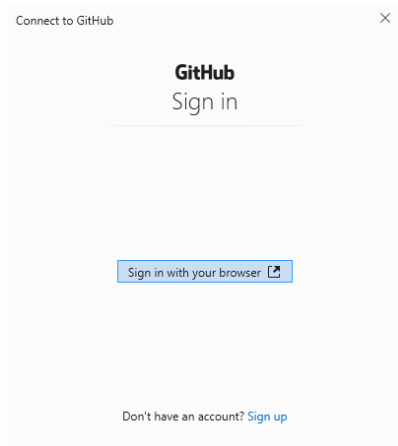 Connect to GitHub
GitHub
Sign in
Sign in with your browser
Don't have an account? Sign up